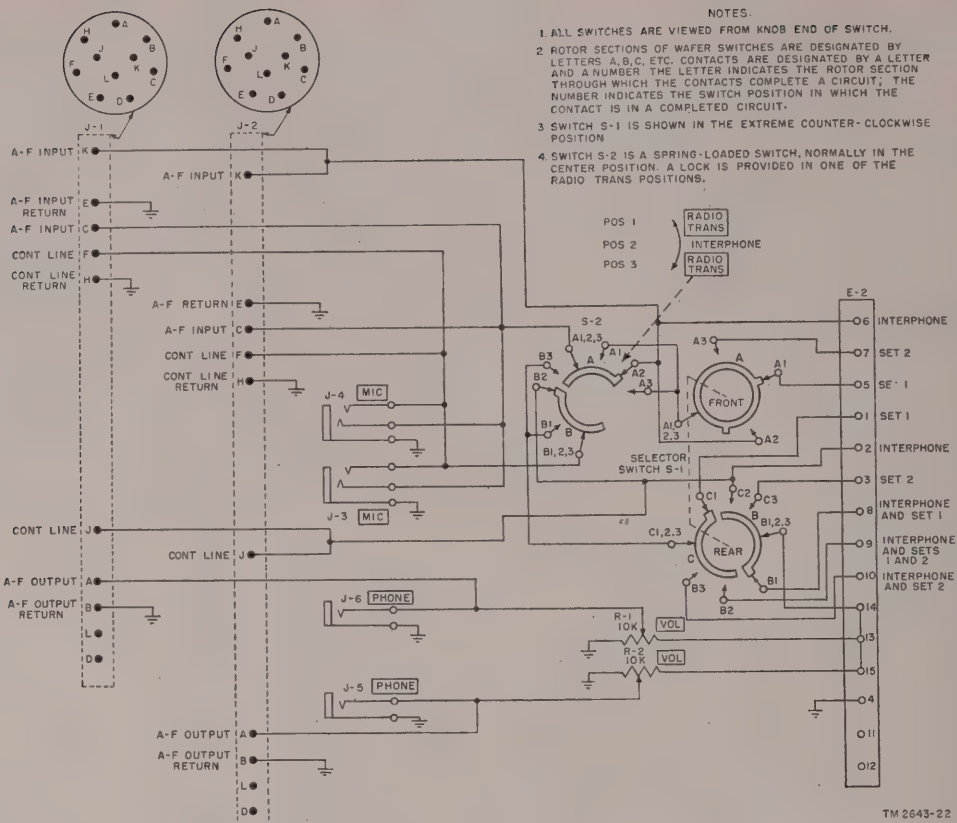 NOTES.
1. ALL SWITCHES ARE VIEWED FROM KNOB END OF SWITCH.
2 ROTOR SECTIONS OF WAFER SWITCHES ARE DESIGNATED BY
LETTERS A,B,C, ETC. CONTACTS ARE DESIGNATED BY A LETTER
AND A NUMBER THE LETTER INDICATES THE ROTOR SECTION
THROUGH WHICH THE CONTACTS COMPLETE A CIRCUIT; THE
NUMBER INDICATES THE SWITCH POSITION IN WHICH THE
CONTACT IS IN A COMPLETED CIRCUIT.
3 SWITCH S-1 IS SHOWN IN THE EXTREME COUNTER-CLOCKWISE
POSITION
4. SWITCH S-2 IS A SPRING-LOADED SWITCH, NORMALLY IN THE
CENTER POSITION. A LOCK IS PROVIDED IN ONE OF THE
RADIO TRANS POSITIONS.
A
H
B
J
K
F
C
L
E
D
A
H
B
J
K
F
C
L
E
D
J-1
J-2
A-F INPUT K
A-F INPUT K
A-F INPUT
RETURN
E
A-F INPUT C
CONT LINE F
CONT LINE
RETURN
H
A-F RETURN E
A-F INPUT C
CONT LINE F
CONT LINE
RETURN
H
J-4 MIC
J-3 MIC
CONT LINE J
CONT LINE J
A-F OUTPUT A
A-F OUTPUT
RETURN
B
L
D
J-6 PHONE
J-5 PHONE
A-F OUTPUT A
A-F OUTPUT
RETURN
B
L
D
POS 1 RADIO
TRANS
POS 2 INTERPHONE
POS 3 RADIO
TRANS
S-2
A1,2,3
A1
A
A2
A3
B3
B2
B1
B
B1,2,3
A3
A
A1
FRONT
A1,
2,3
A2
SELECTOR
SWITCH S-1
C1
C2
C3
B
B1,2,3
C1,2,3
REAR
C
B3
B2
B1
R-1
10K
VOL
R-2
10K
VOL
E-2
6 INTERPHONE
7 SET 2
5 SE 1
1 SET 1
2 INTERPHONE
3 SET 2
8 INTERPHONE
AND SET 1
9 INTERPHONE
AND SETS
1 AND 2
10 INTERPHONE
AND SET 2
14
13
15
4
11
12
TM 2643-22